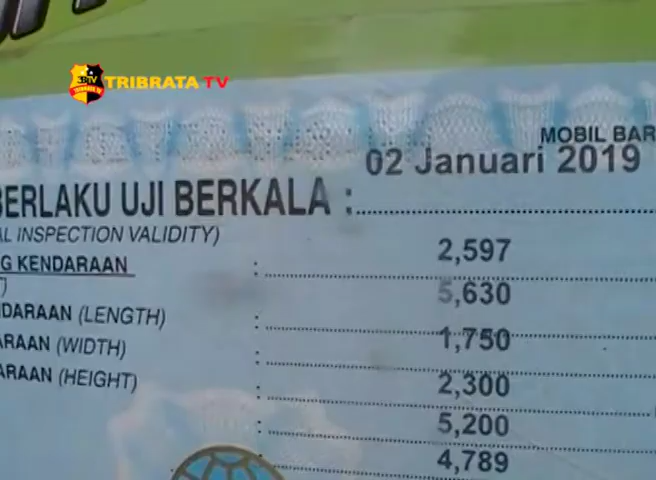 TRIBRATA TV
MOBIL BAR
02 Januari 2019
BERLAKU UJI BERKALA :
AL INSPECTION VALIDITY)
G KENDARAAN : 2,597
DARAAN (LENGTH) : 5,630
ARAAN (WIDTH) : 1,750
ARAAN (HEIGHT) : 2,300
: 5,200
4,789